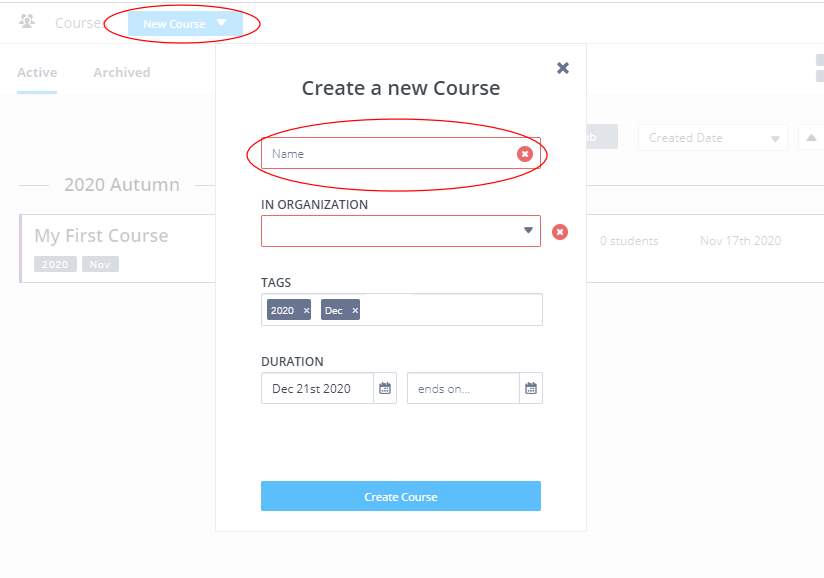 Course
New Course
Active
Archived
Create a new Course
Created Date
Name
2020 Autumn
IN ORGANIZATION
My First Course
0 students
Nov 17th 2020
2020
Nov
TAGS
2020 ×
Dec ×
DURATION
Dec 21st 2020
ends on...
Create Course